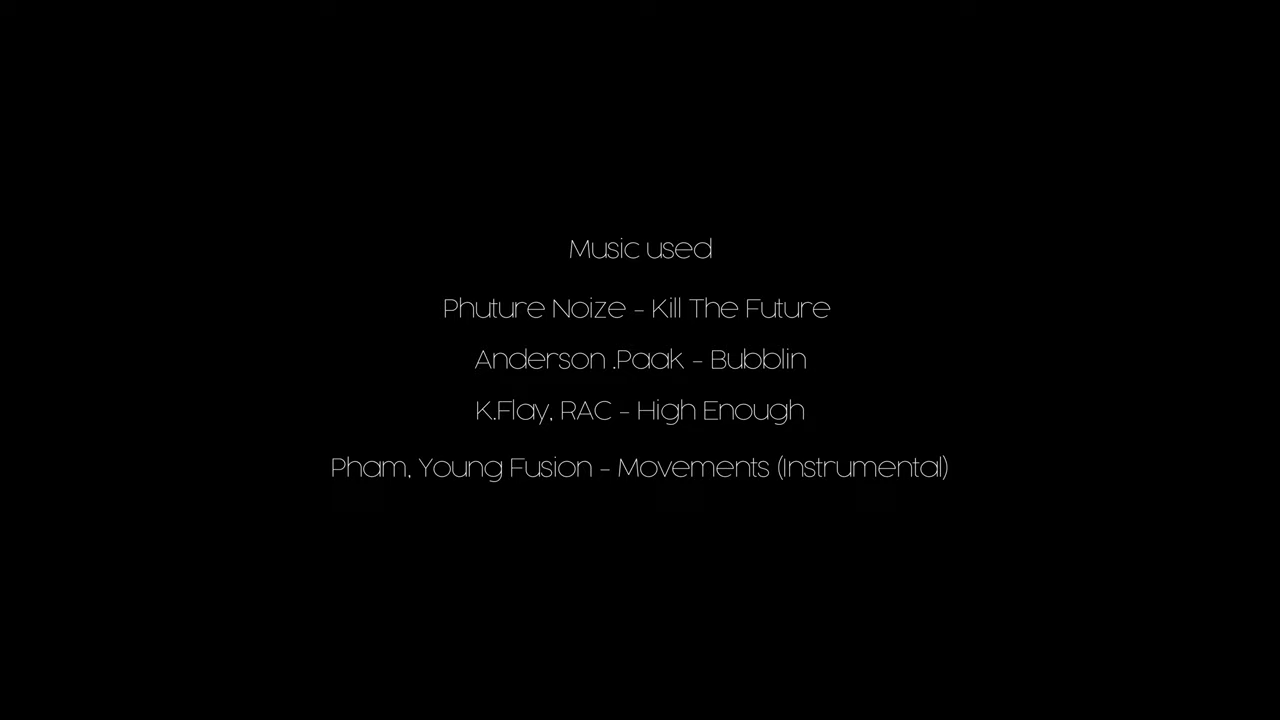 Music used
Phuture Noize - Kill The Future
Anderson .Paak - Bubblin
K.Flay, RAC - High Enough
Pham, Young Fusion - Movements (Instrumental)